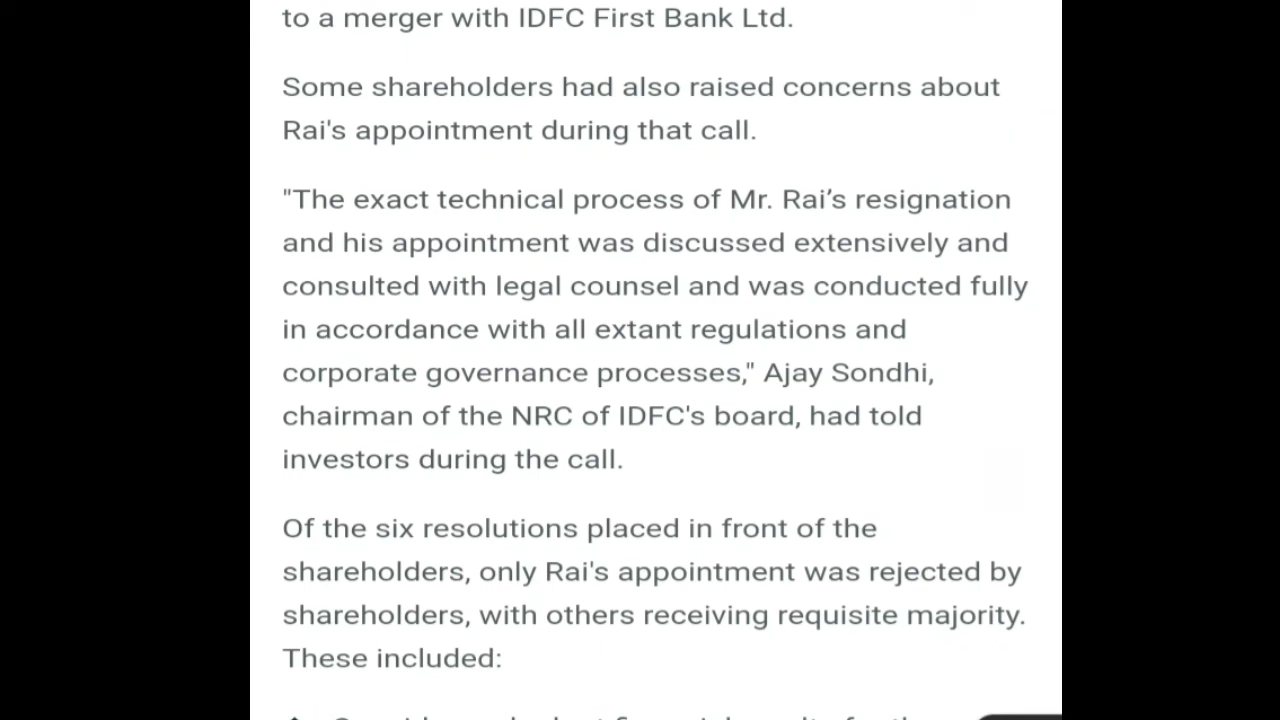 to a merger with IDFC First Bank Ltd.
Some shareholders had also raised concerns about
Rai's appointment during that call.
"The exact technical process of Mr. Rai’s resignation
and his appointment was discussed extensively and
consulted with legal counsel and was conducted fully
in accordance with all extant regulations and
corporate governance processes," Ajay Sondhi,
chairman of the NRC of IDFC's board, had told
investors during the call.
Of the six resolutions placed in front of the
shareholders, only Rai's appointment was rejected by
shareholders, with others receiving requisite majority.
These included: